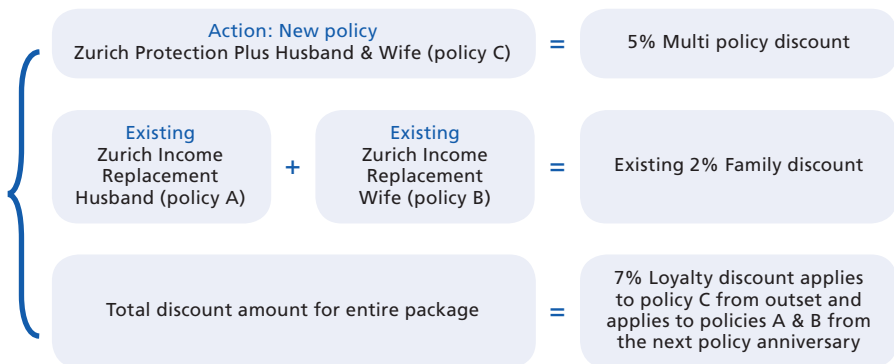 Action: New policy
Zurich Protection Plus Husband & Wife (policy C)
=
5% Multi policy discount
Existing
Zurich Income
Replacement
Husband (policy A)
+
Existing
Zurich Income
Replacement
Wife (policy B)
=
Existing 2% Family discount
Total discount amount for entire package
=
7% Loyalty discount applies
to policy C from outset and
applies to policies A & B from
the next policy anniversary